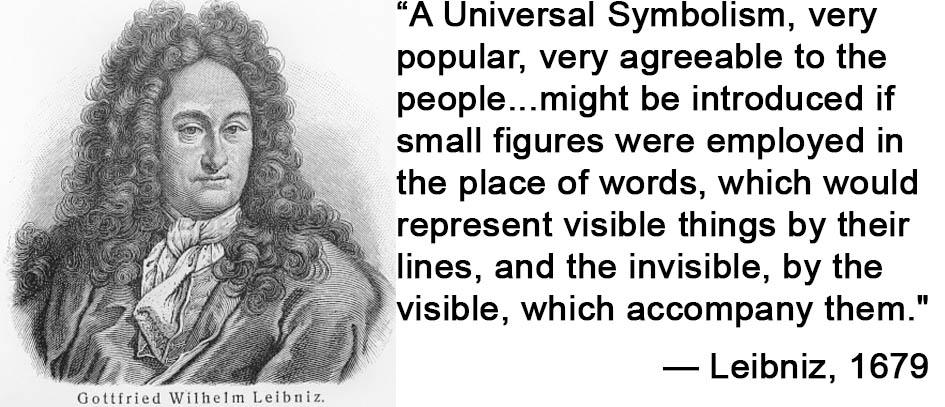 “A Universal Symbolism, very
popular, very agreeable to the
people...might be introduced if
small figures were employed in
the place of words, which would
represent visible things by their
lines, and the invisible, by the
visible, which accompany them."
— Leibniz, 1679
Gottfried Wilhelm Leibniz.